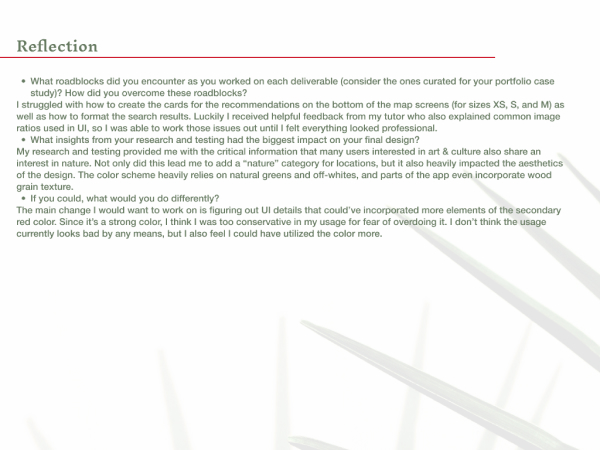 Reflection
• What roadblocks did you encounter as you worked on each deliverable (consider the ones curated for your portfolio case
study)? How did you overcome these roadblocks?
I struggled with how to create the cards for the recommendations on the bottom of the map screens (for sizes XS, S, and M) as
well as how to format the search results. Luckily I received helpful feedback from my tutor who also explained common image
ratios used in UI, so I was able to work those issues out until I felt everything looked professional.
• What insights from your research and testing had the biggest impact on your final design?
My research and testing provided me with the critical information that many users interested in art & culture also share an
interest in nature. Not only did this lead me to add a “nature” category for locations, but it also heavily impacted the aesthetics
of the design. The color scheme heavily relies on natural greens and off-whites, and parts of the app even incorporate wood
grain texture.
• If you could, what would you do differently?
The main change I would want to work on is figuring out UI details that could’ve incorporated more elements of the secondary
red color. Since it’s a strong color, I think I was too conservative in my usage for fear of overdoing it. I don’t think the usage
currently looks bad by any means, but I also feel I could have utilized the color more.